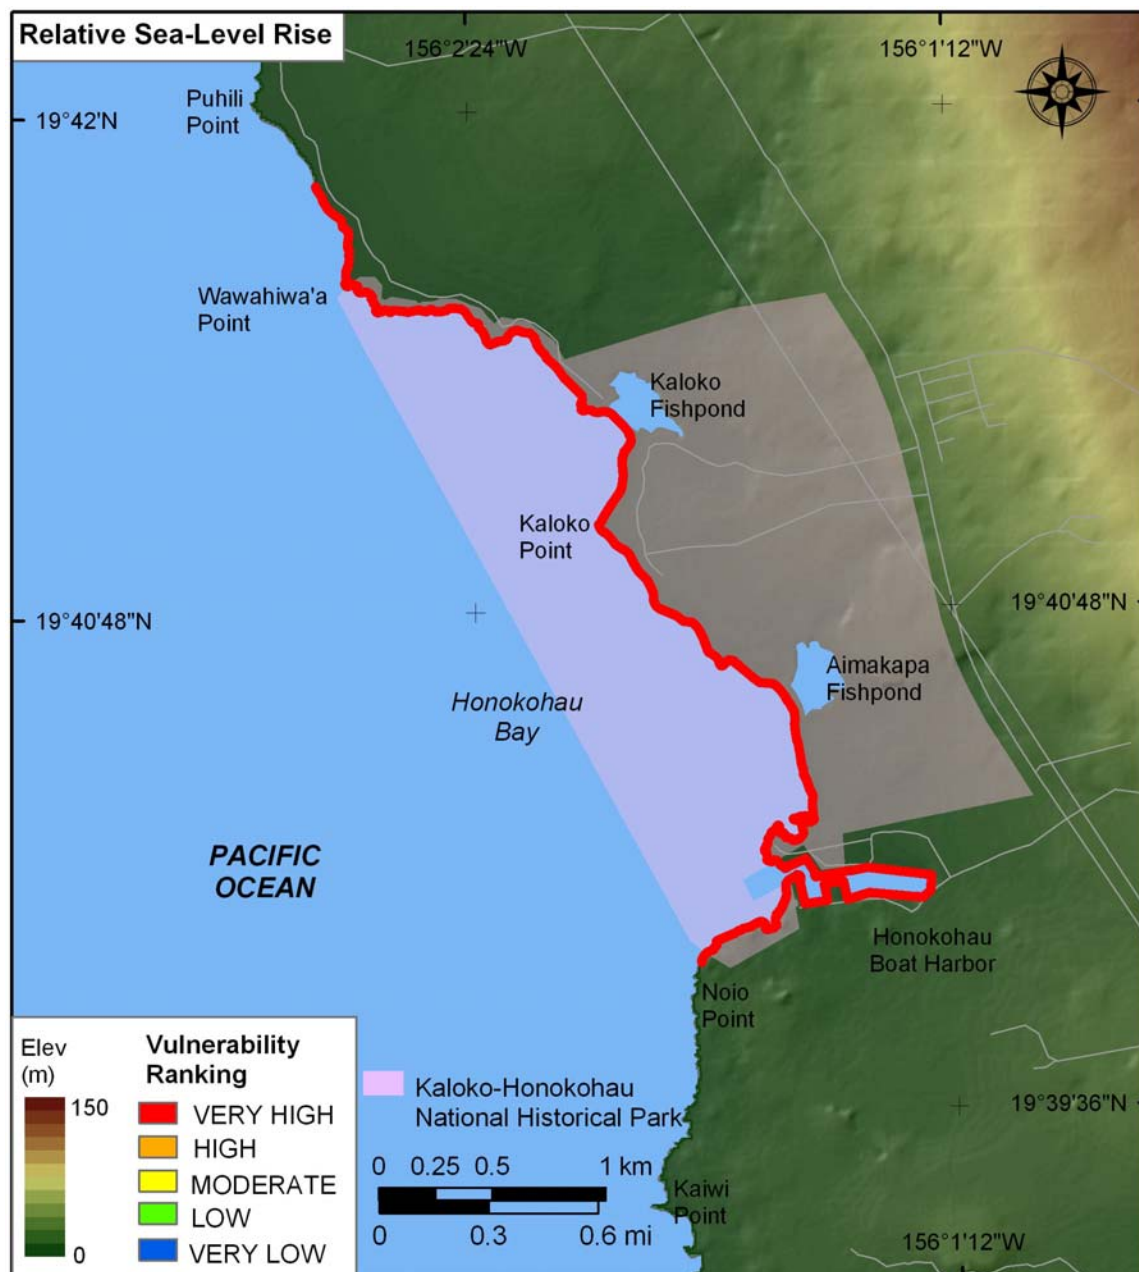 Relative Sea-Level Rise
156°2'24"W
156°1'12"W
Puhili
Point
19°42'N
Wawahiwa'a
Point
Kaloko
Fishpond
Kaloko
Point
19°40'48"N
19°40'48"N
Aimakapa
Fishpond
Honokohau
Bay
PACIFIC
OCEAN
Honokohau
Boat Harbor
Noio
Point
Elev
(m)
150
0
Vulnerability
Ranking
VERY HIGH
HIGH
MODERATE
LOW
VERY LOW
Kaloko-Honokohau
National Historical Park
0 0.25 0.5 1 km
0 0.3 0.6 mi
19°39'36"N
Kaiwi
Point
156°1'12"W